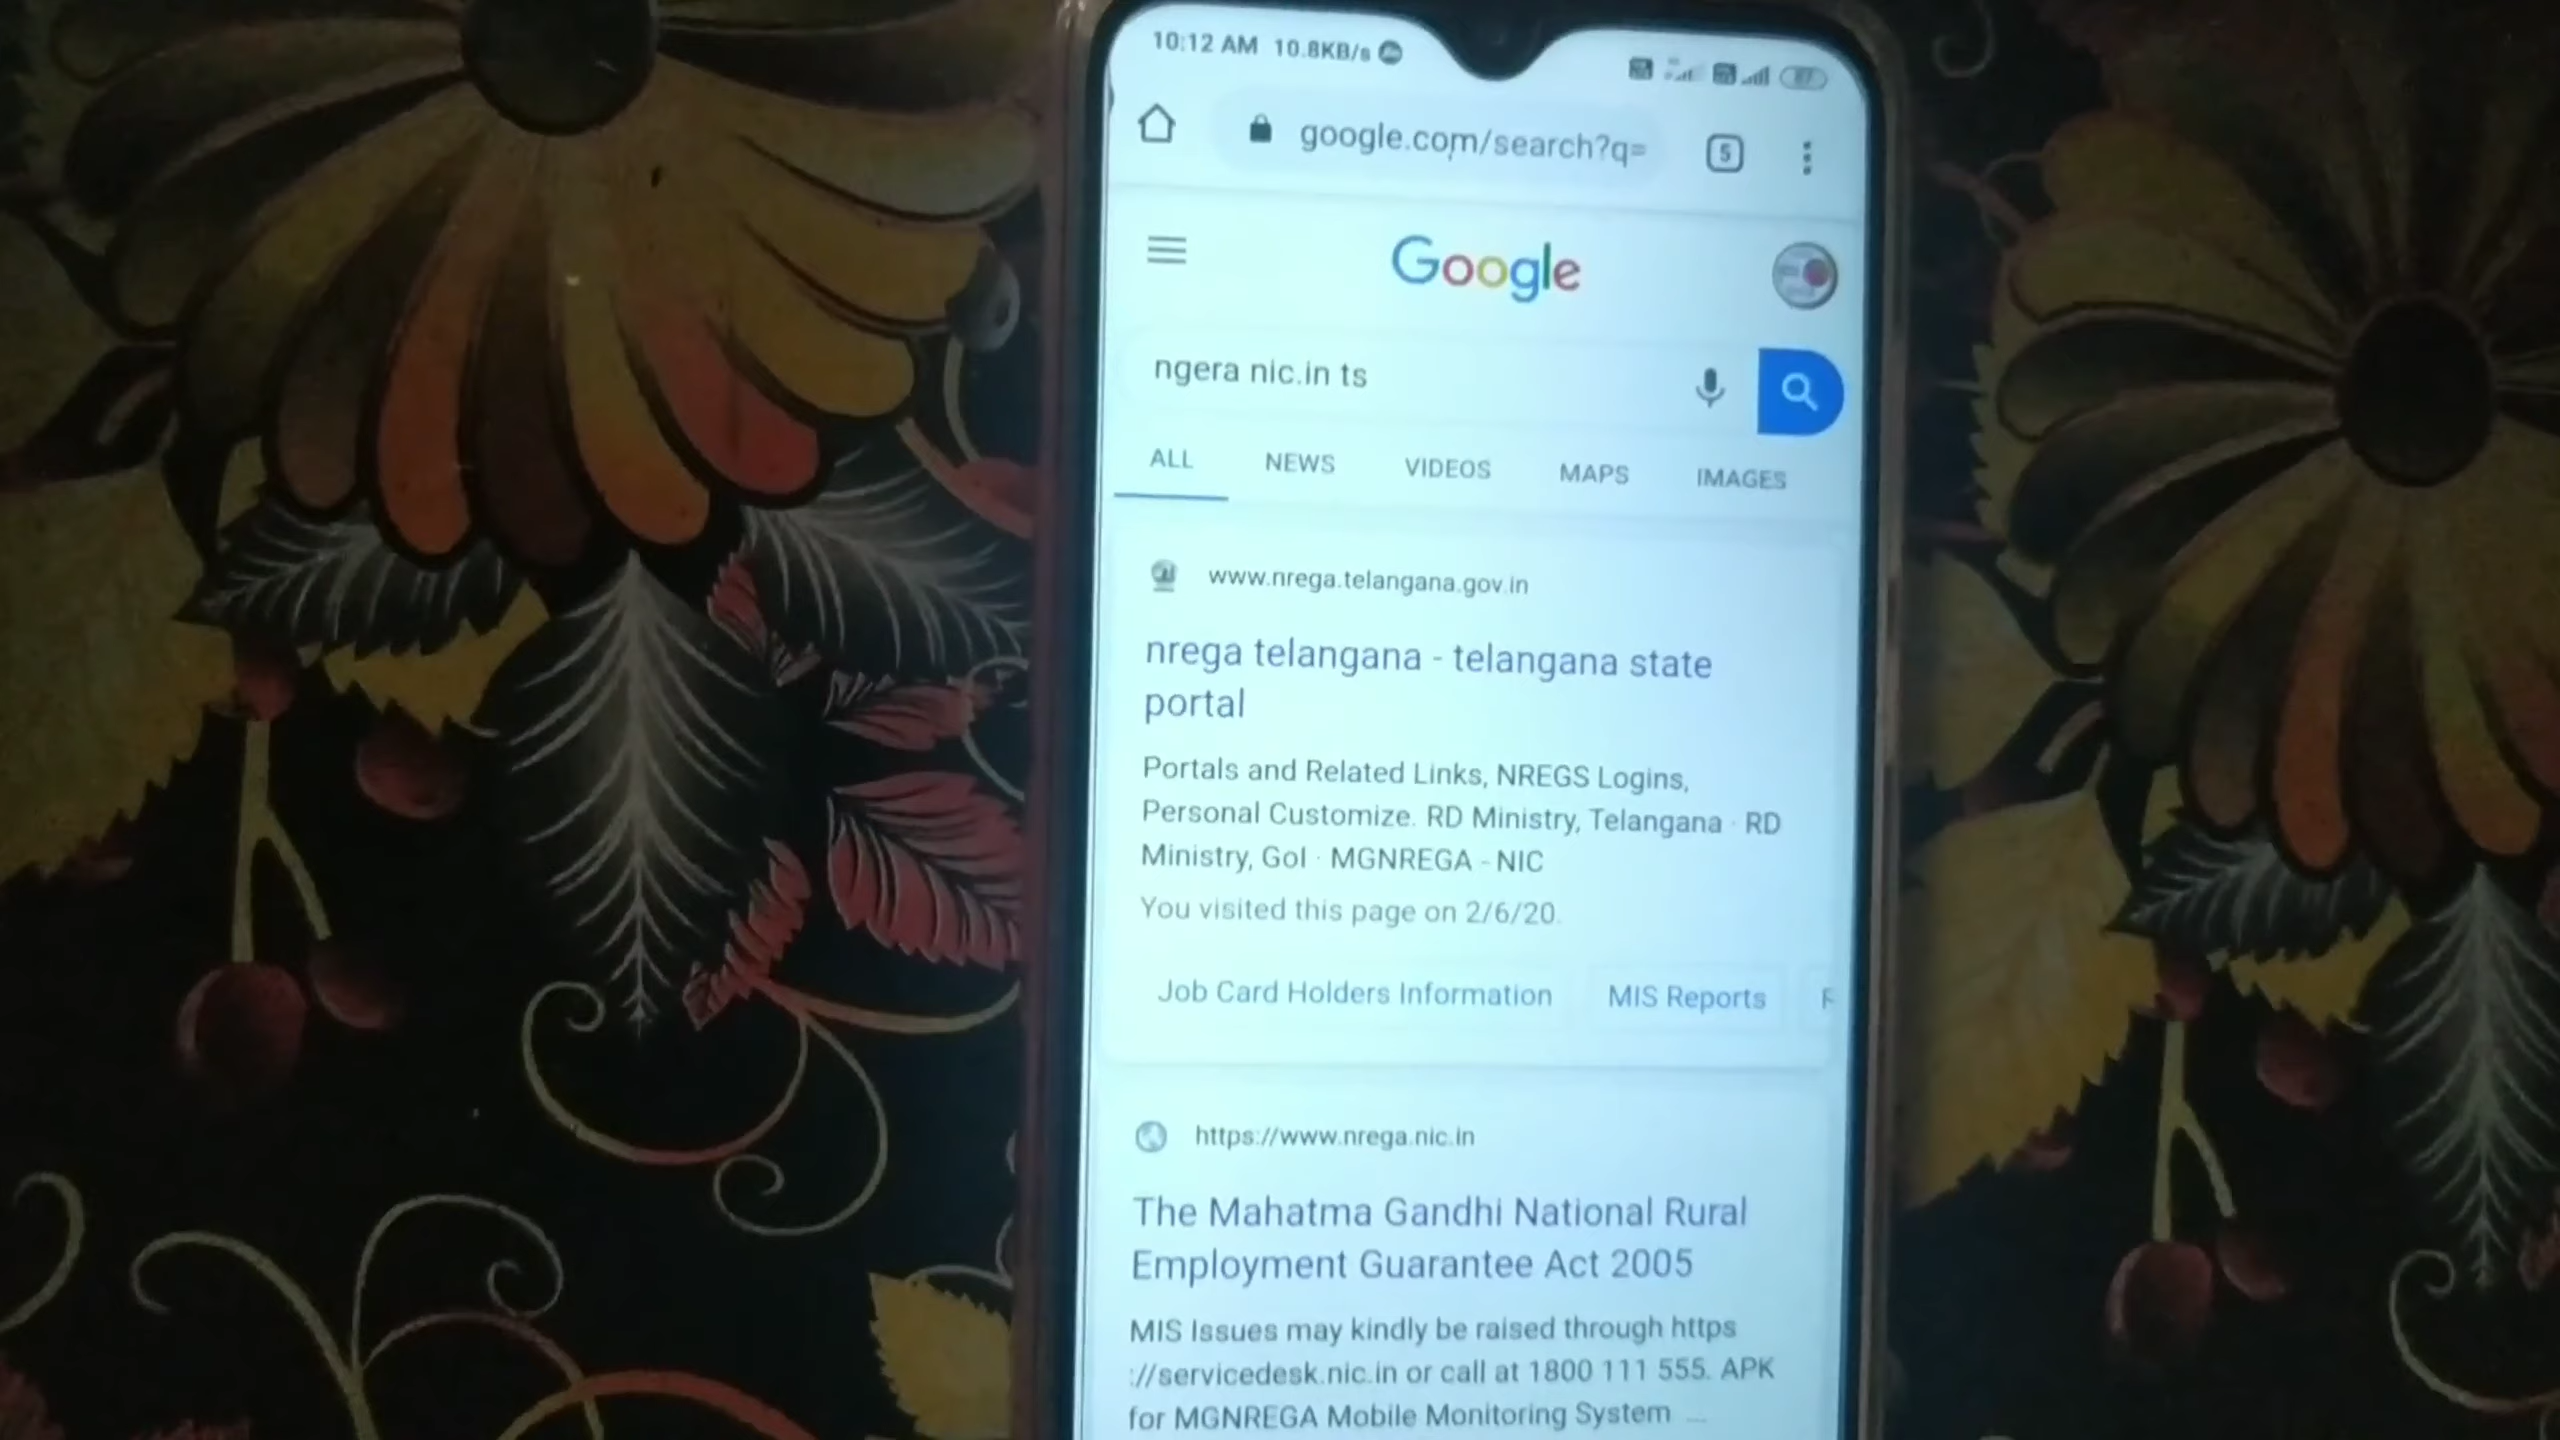 10:12 AM 10.8KB/s
google.com/search?q=
5
Google
ngera nic.in ts
ALL NEWS VIDEOS MAPS IMAGES
www.nrega.telangana.gov.in
nrega telangana - telangana state
portal
Portals and Related Links, NREGS Logins,
Personal Customize. RD Ministry, Telangana · RD
Ministry, GoI · MGNREGA - NIC
You visited this page on 2/6/20.
Job Card Holders Information MIS Reports
https://www.nrega.nic.in
The Mahatma Gandhi National Rural
Employment Guarantee Act 2005
MIS Issues may kindly be raised through https
://servicedesk.nic.in or call at 1800 111 555. APK
for MGNREGA Mobile Monitoring System ...